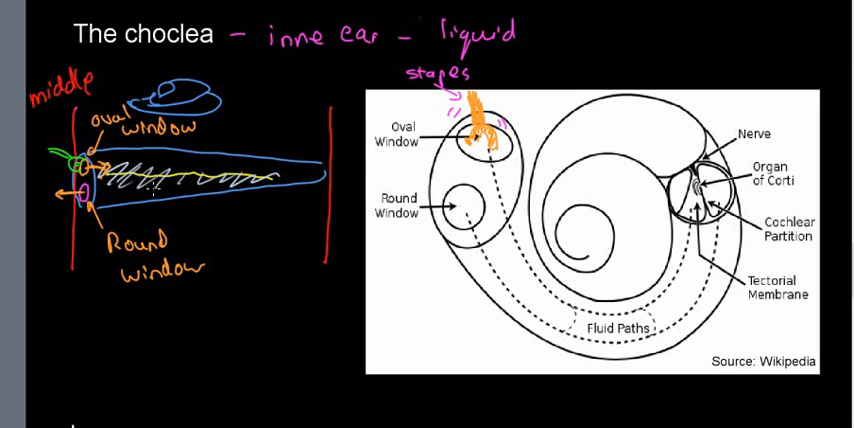 The choclea - inne ear - liquid
stapes
middle
oval
window
Round
window
Oval
Window
Round
Window
Nerve
Organ
of Corti
Cochlear
Partition
Tectorial
Membrane
Fluid Paths
Source: Wikipedia